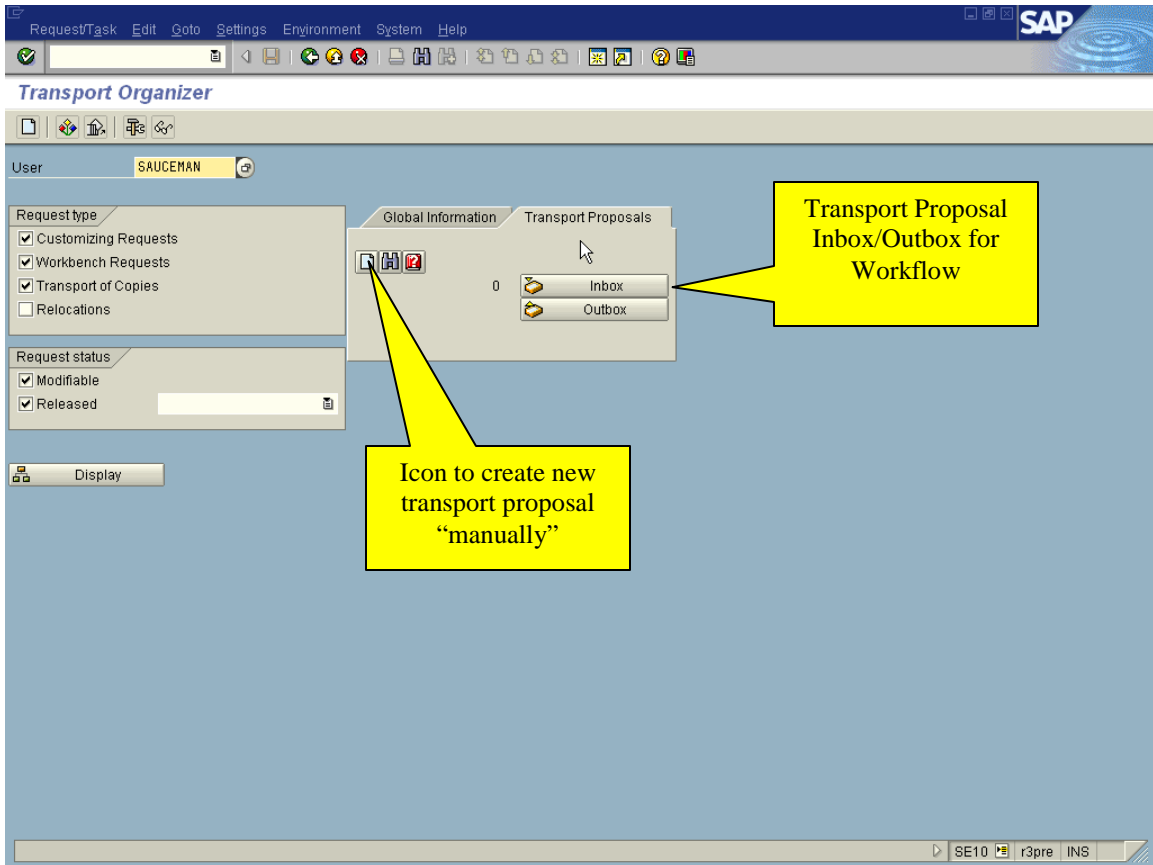 Request/Task Edit Goto Settings Environment System Help
SAP
Transport Organizer
User SAUCEMAN
Request type
Customizing Requests
Workbench Requests
Transport of Copies
Relocations
Request status
Modifiable
Released
Display
Global Information Transport Proposals
0 Inbox
Outbox
Transport Proposal
Inbox/Outbox for
Workflow
Icon to create new
transport proposal
“manually”
SE10 r3pre INS